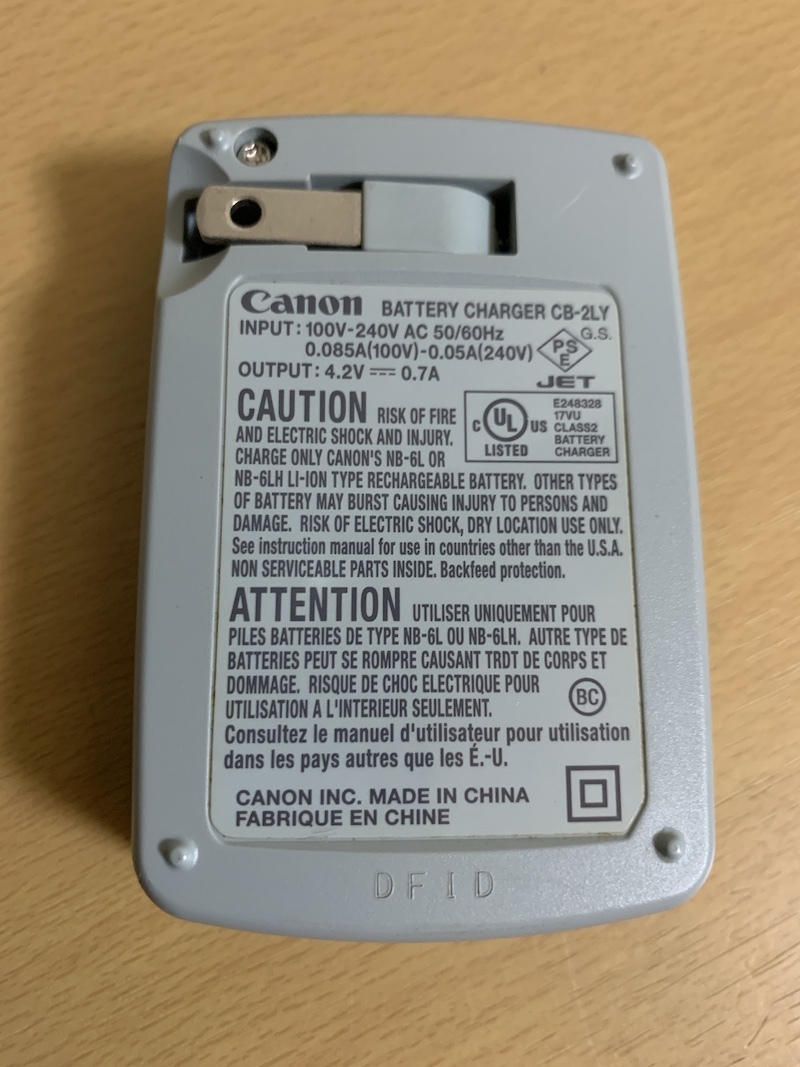 Canon BATTERY CHARGER CB-2LY
INPUT: 100V-240V AC 50/60Hz
0.085A(100V)-0.05A(240V)
OUTPUT: 4.2V ⎓ 0.7A
PS
E
G.S.
JET
CAUTION RISK OF FIRE
AND ELECTRIC SHOCK AND INJURY.
CHARGE ONLY CANON'S NB-6L OR
NB-6LH LI-ION TYPE RECHARGEABLE BATTERY. OTHER TYPES
OF BATTERY MAY BURST CAUSING INJURY TO PERSONS AND
DAMAGE. RISK OF ELECTRIC SHOCK, DRY LOCATION USE ONLY.
See instruction manual for use in countries other than the U.S.A.
NON SERVICEABLE PARTS INSIDE. Backfeed protection.
C UL US
LISTED
E248328
17VU
CLASS2
BATTERY
CHARGER
ATTENTION UTILISER UNIQUEMENT POUR
PILES BATTERIES DE TYPE NB-6L OU NB-6LH. AUTRE TYPE DE
BATTERIES PEUT SE ROMPRE CAUSANT TRDT DE CORPS ET
DOMMAGE. RISQUE DE CHOC ELECTRIQUE POUR
UTILISATION A L'INTERIEUR SEULEMENT.
BC
Consultez le manuel d'utilisateur pour utilisation
dans les pays autres que les É.-U.
CANON INC. MADE IN CHINA
FABRIQUE EN CHINE
DFID